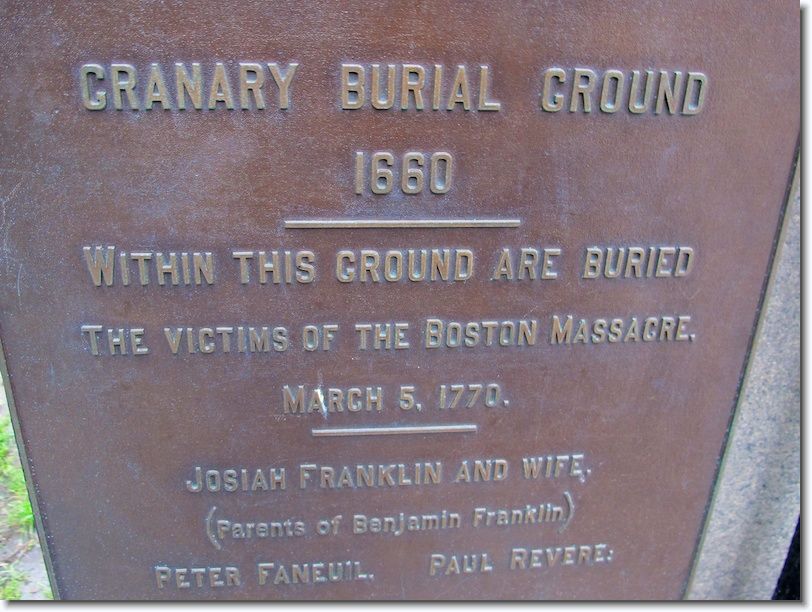 GRANARY BURIAL GROUND
1660
WITHIN THIS GROUND ARE BURIED
THE VICTIMS OF THE BOSTON MASSACRE,
MARCH 5, 1770.
JOSIAH FRANKLIN AND WIFE,
(Parents of Benjamin Franklin)
PETER FANEUIL, PAUL REVERE;